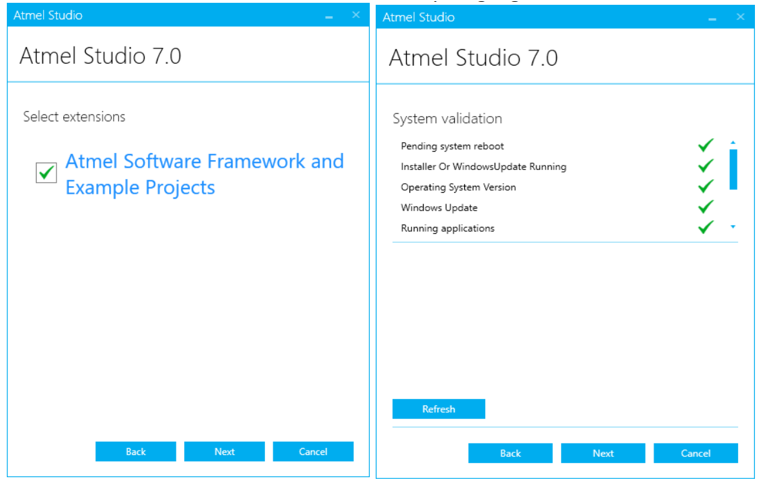 Atmel Studio
Atmel Studio 7.0
Select extensions
Atmel Software Framework and
Example Projects
Back Next Cancel
Atmel Studio
Atmel Studio 7.0
System validation
Pending system reboot
Installer Or WindowsUpdate Running
Operating System Version
Windows Update
Running applications
Refresh
Back Next Cancel